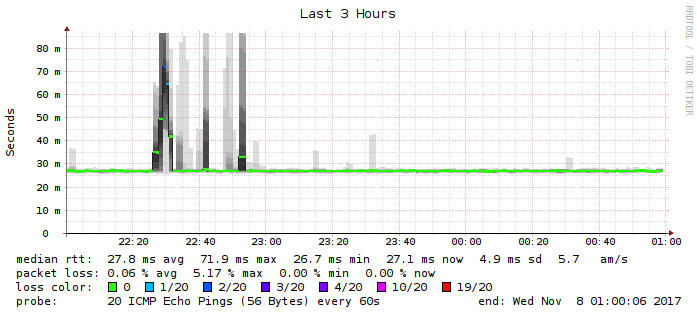 Last 3 Hours
RRDTOOL / TOBI OETIKER
Seconds
80 m
70 m
60 m
50 m
40 m
30 m
20 m
10 m
0
22:20 22:40 23:00 23:20 23:40 00:00 00:20 00:40 01:00
median rtt: 27.8 ms avg 71.9 ms max 26.7 ms min 27.1 ms now 4.9 ms sd 5.7 am/s
packet loss: 0.06 % avg 5.17 % max 0.00 % min 0.00 % now
loss color: 0 1/20 2/20 3/20 4/20 10/20 19/20
probe: 20 ICMP Echo Pings (56 Bytes) every 60s end: Wed Nov 8 01:00:06 2017